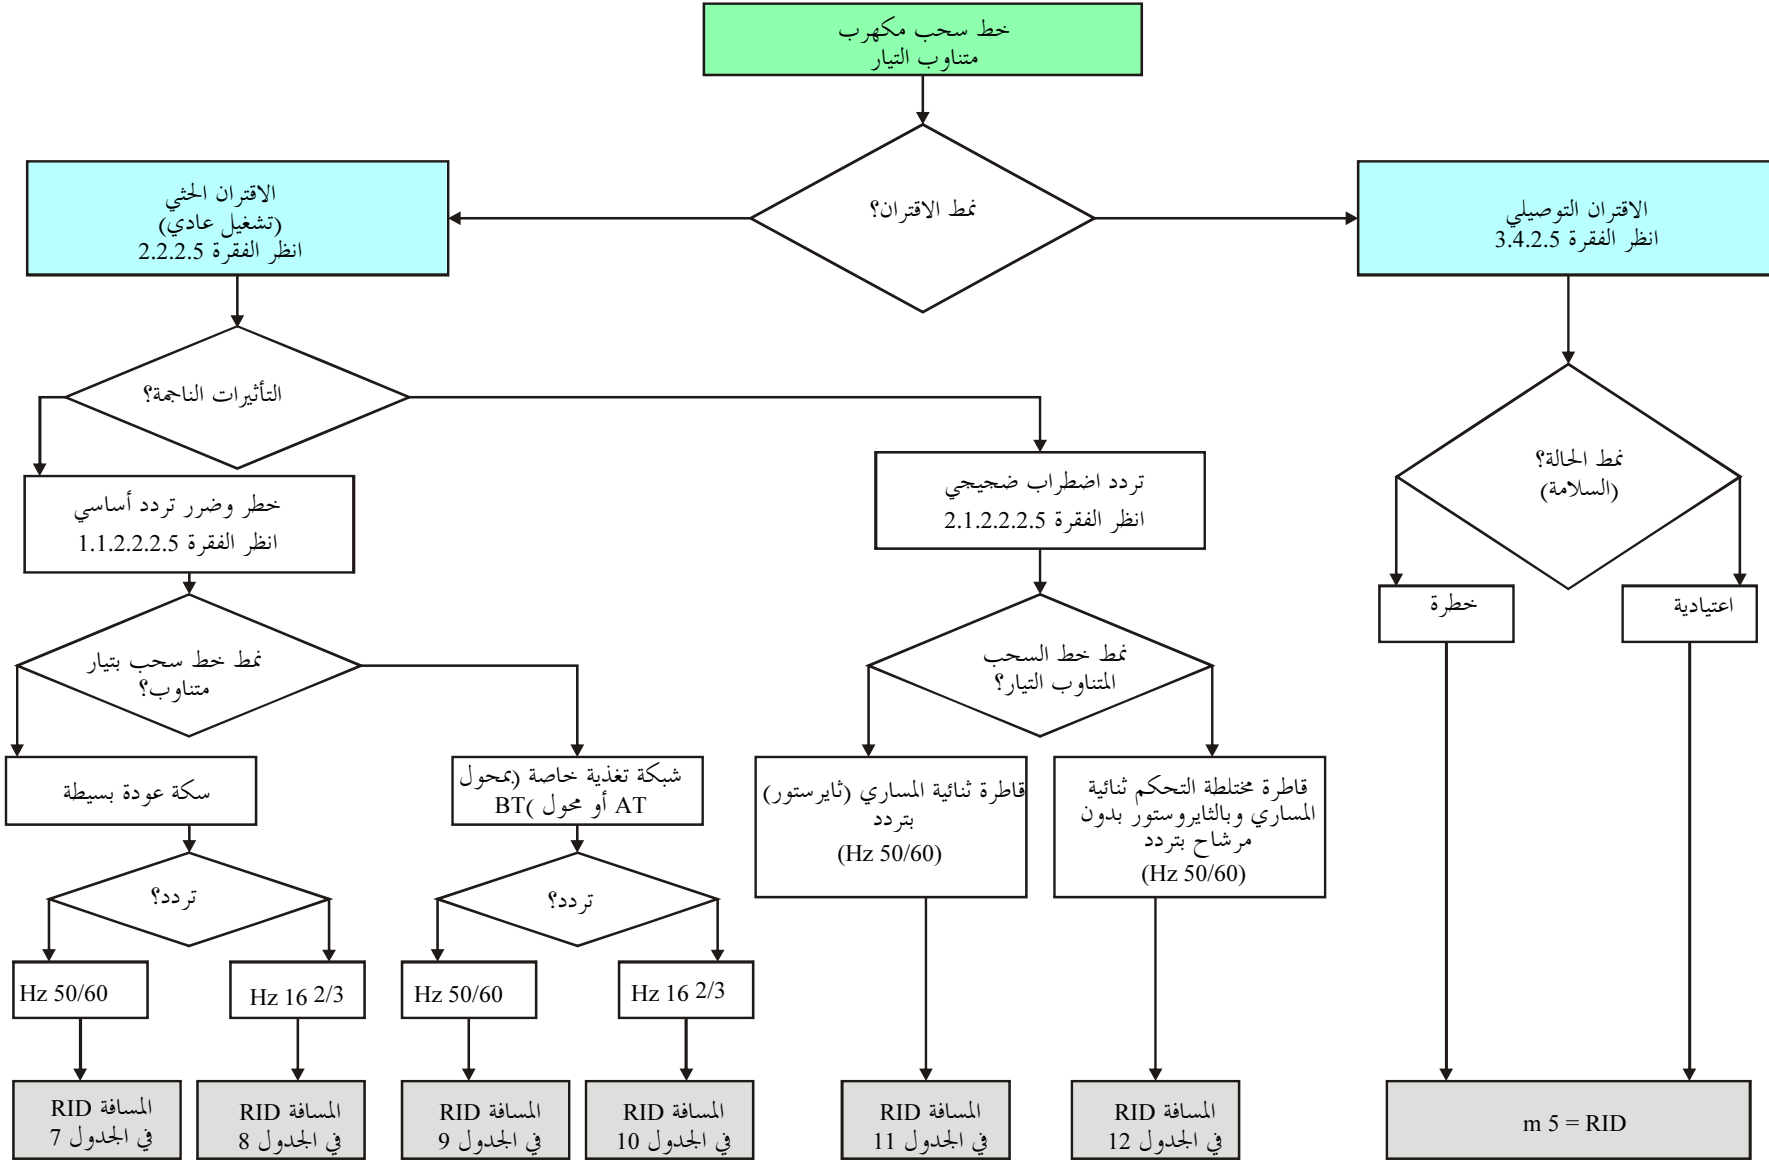 خط سحب مكهرب
متناوب التيار
نمط الاقتران؟
الاقتران التوصيلي
انظر الفقرة 3.4.2.5
الاقتران الحثي
(تشغيل عادي)
انظر الفقرة 2.2.2.5
التأثيرات الناجمة؟
نمط الحالة؟
(السلامة)
تردد اضطراب ضجيجي
انظر الفقرة 2.1.2.2.2.5
خطر وضرر تردد أساسي
انظر الفقرة 1.1.2.2.2.5
اعتيادية
خطرة
نمط خط السحب
المتناوب التيار؟
نمط خط سحب بتيار
متناوب؟
قاطرة مختلطة التحكم ثنائية
المساري وبالثايروستور بدون
مرشاح بتردد
(Hz 50/60)
قاطرة ثنائية المساري (ثايرستور)
بتردد
(Hz 50/60)
شبكة تغذية خاصة (بمحول
AT أو محول BT(
سكة عودة بسيطة
تردد؟
تردد؟
Hz 16 2/3
Hz 50/60
Hz 16 2/3
Hz 50/60
m 5 = RID
المسافة RID
في الجدول 12
المسافة RID
في الجدول 11
المسافة RID
في الجدول 10
المسافة RID
في الجدول 9
المسافة RID
في الجدول 8
المسافة RID
في الجدول 7